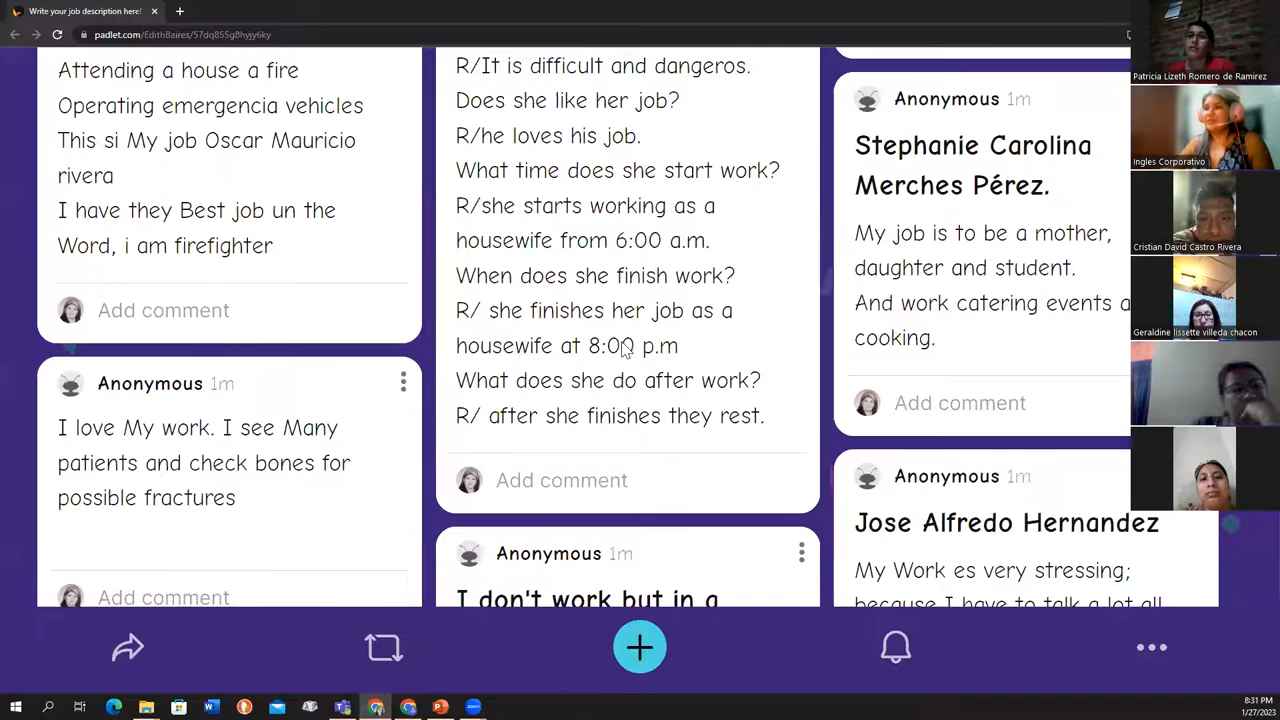 Write your job description here!
padlet.com/EdithBaires/57dq855g8hyjy6ky
Attending a house a fire
Operating emergencia vehicles
This si My job Oscar Mauricio
rivera
I have they Best job un the
Word, i am firefighter
Add comment
Anonymous 1m
I love My work. I see Many
patients and check bones for
possible fractures
Add comment
R/It is difficult and dangeros.
Does she like her job?
R/he loves his job.
What time does she start work?
R/she starts working as a
housewife from 6:00 a.m.
When does she finish work?
R/ she finishes her job as a
housewife at 8:00 p.m
What does she do after work?
R/ after she finishes they rest.
Add comment
Anonymous 1m
I don't work but in a
Anonymous 1m
Stephanie Carolina
Merches Pérez.
My job is to be a mother,
daughter and student.
And work catering events a
cooking.
Add comment
Anonymous 1m
Jose Alfredo Hernandez
My Work es very stressing;
because I have to talk a lot all
Patricia Lizeth Romero de Ramirez
Ingles Corporativo
Cristian David Castro Rivera
Geraldine lissette villeda chacon
8:31 PM
1/27/2023